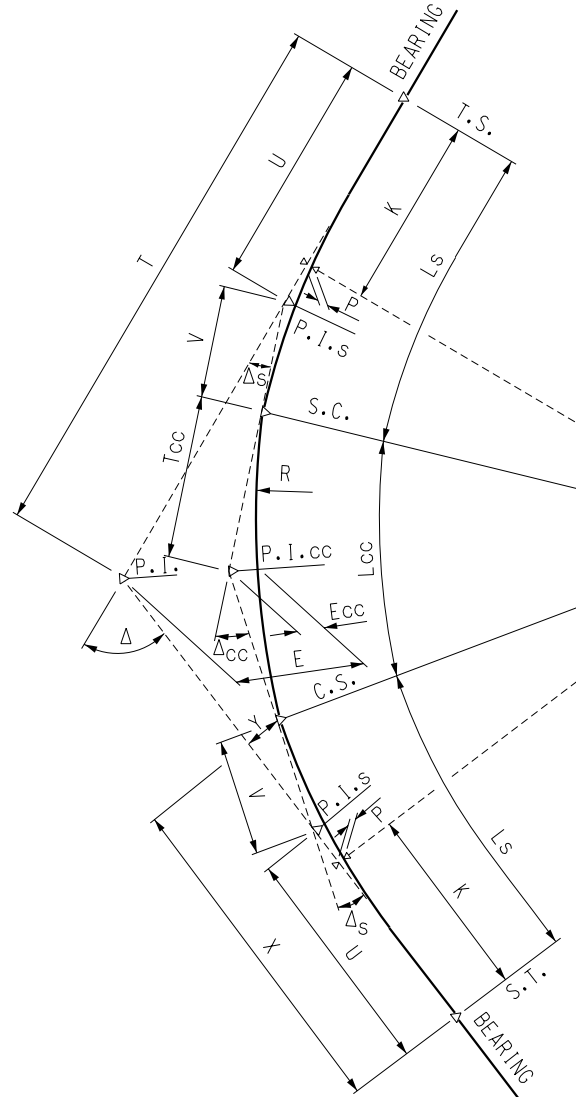 BEARING
T.S.
U
K
T
Ls
P
P.I.s
V
Δs
S.C.
Tcc
R
P.I.
P.I.cc
Lcc
Ecc
Δ
Δcc
E
C.S.
Y
V
P.I.s
P
Ls
K
X
U
Δs
S.T.
BEARING